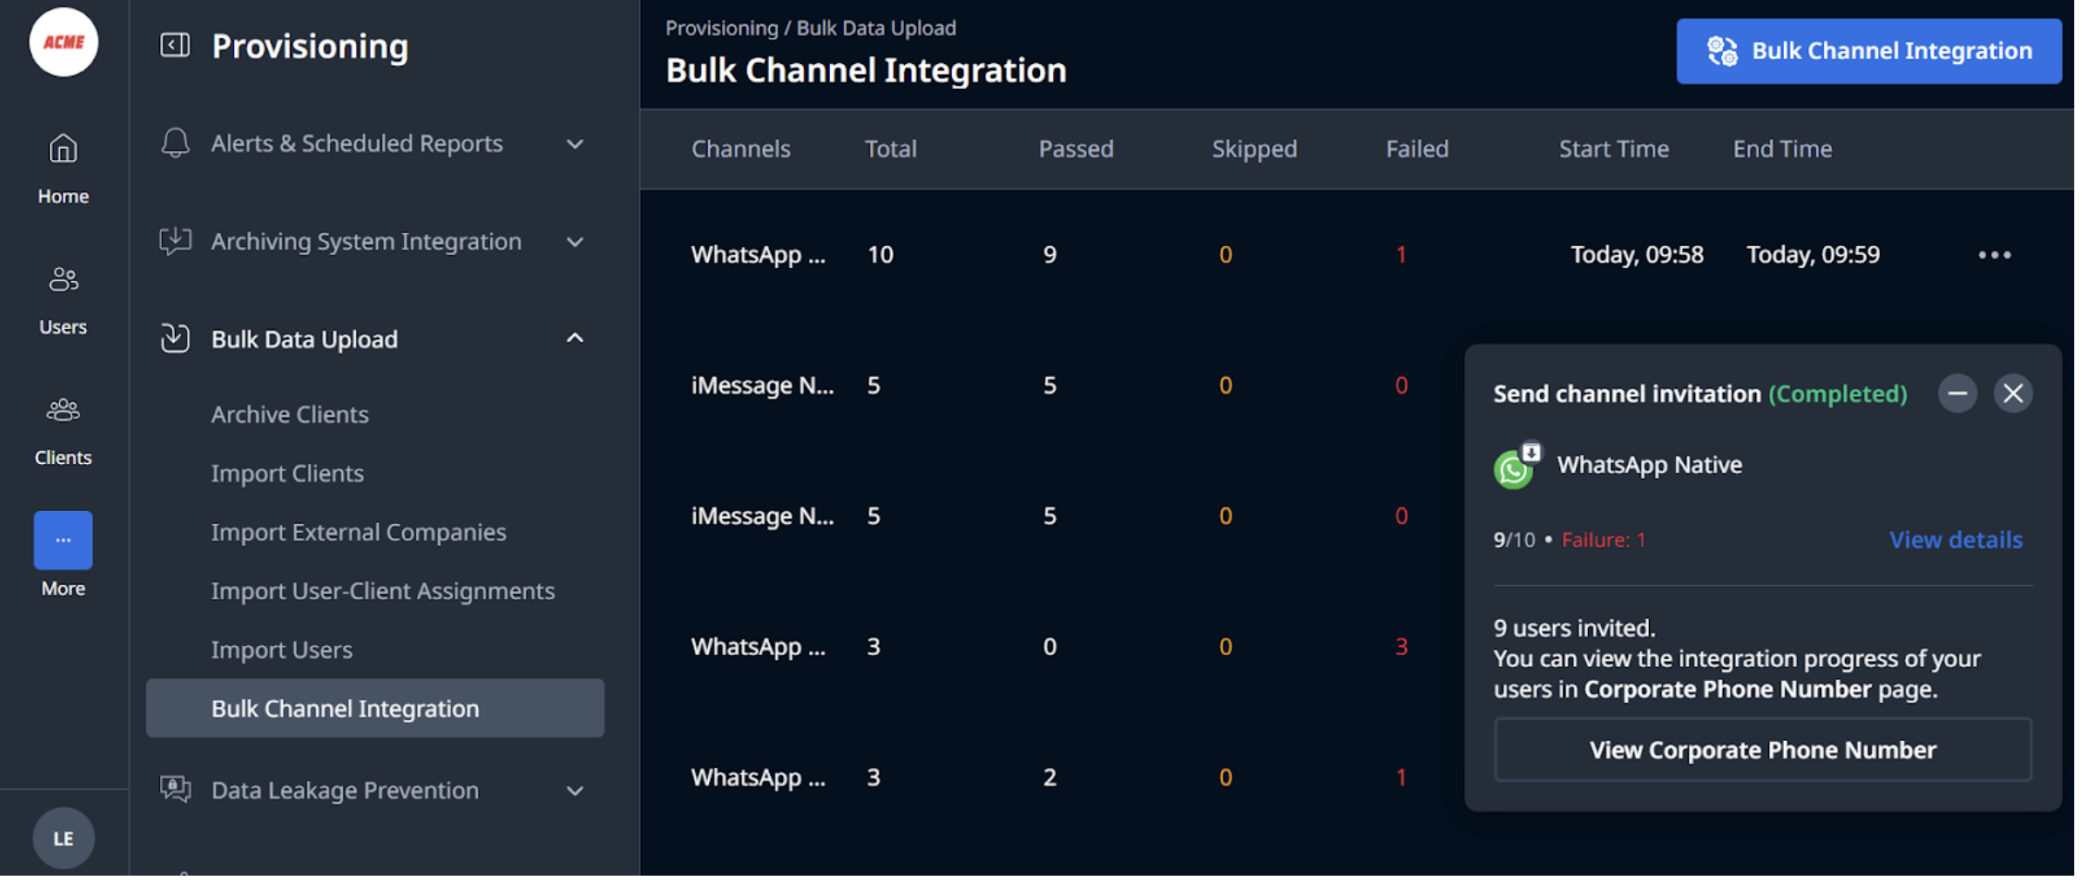 ACME
Home
Users
Clients
...
More
LE
Provisioning
Alerts & Scheduled Reports
Archiving System Integration
Bulk Data Upload
Archive Clients
Import Clients
Import External Companies
Import User-Client Assignments
Import Users
Bulk Channel Integration
Data Leakage Prevention
Provisioning / Bulk Data Upload
Bulk Channel Integration
Bulk Channel Integration
Channels Total Passed Skipped Failed Start Time End Time
WhatsApp ... 10 9 0 1 Today, 09:58 Today, 09:59
iMessage N... 5 5 0 0
iMessage N... 5 5 0 0
WhatsApp ... 3 0 0 3
WhatsApp ... 3 2 0 1
Send channel invitation (Completed)
WhatsApp Native
9/10 • Failure: 1 View details
9 users invited.
You can view the integration progress of your
users in Corporate Phone Number page.
View Corporate Phone Number